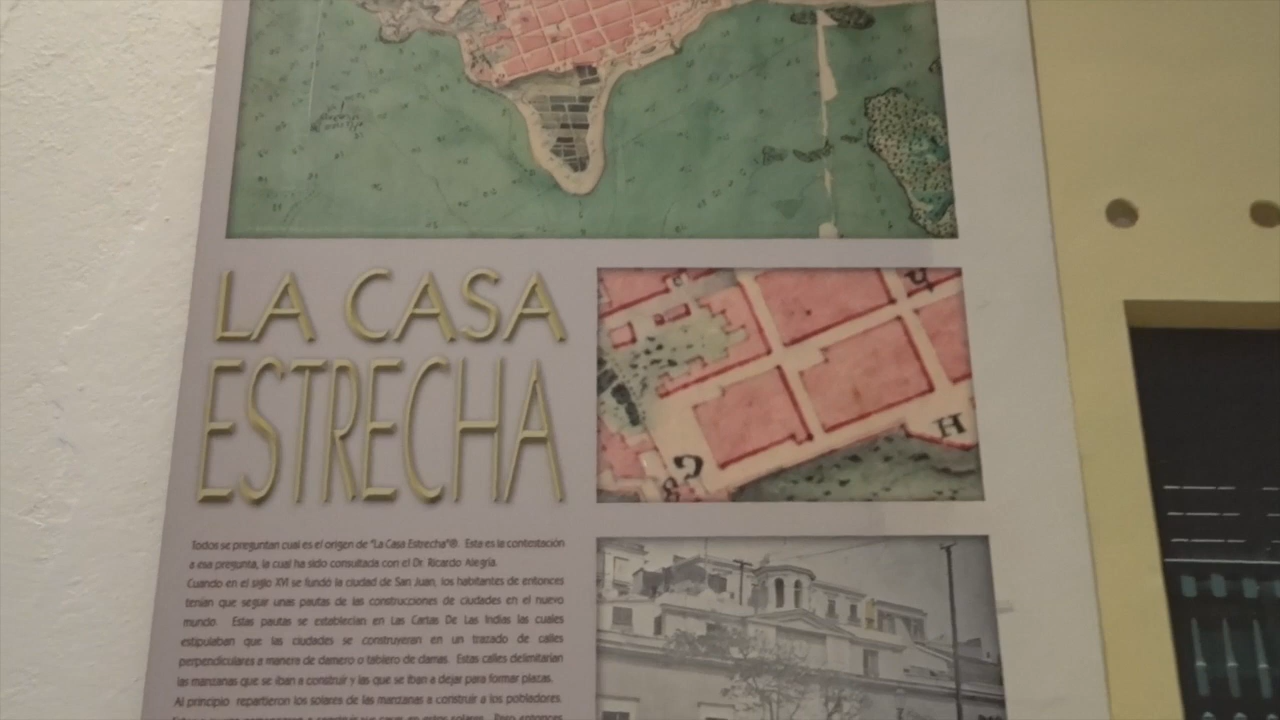 LA CASA
ESTRECHA
h
H
G
Todos se preguntan cual es el origen de "La Casa Estrecha"®. Esta es la contestación
a esa pregunta, la cual ha sido consultada con el Dr. Ricardo Alegría.
Cuando en el siglo XVI se fundó la ciudad de San Juan, los habitantes de entonces
tenían que seguir unas pautas de las construcciones de ciudades en el nuevo
mundo. Estas pautas se establecían en Las Cartas De Las Indias las cuales
estipulaban que las ciudades se construyeran en un trazado de calles
perpendiculares a manera de damero o tablero de damas. Estas calles delimitarían
las manzanas que se iban a construir y las que se iban a dejar para formar plazas.
Al principio repartieron los solares de las manzanas a construir a los pobladores.